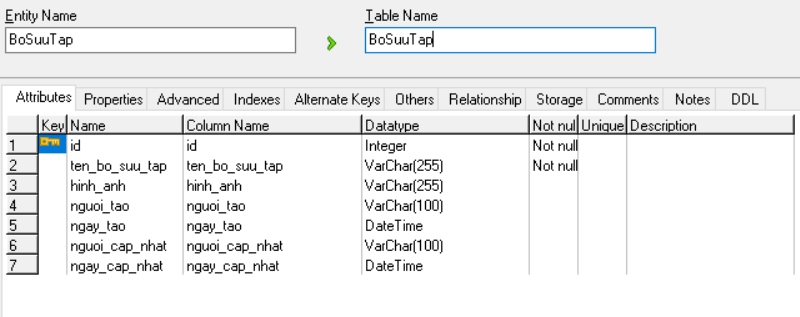 Entity Name Table Name
BoSuuTap BoSuuTap
Attributes Properties Advanced Indexes Alternate Keys Others Relationship Storage Comments Notes DDL
Key Name Column Name Datatype Not nul Unique Description
1 id id Integer Not null
2 ten_bo_suu_tap ten_bo_suu_tap VarChar(255) Not null
3 hinh_anh hinh_anh VarChar(255)
4 nguoi_tao nguoi_tao VarChar(100)
5 ngay_tao ngay_tao DateTime
6 nguoi_cap_nhat nguoi_cap_nhat VarChar(100)
7 ngay_cap_nhat ngay_cap_nhat DateTime